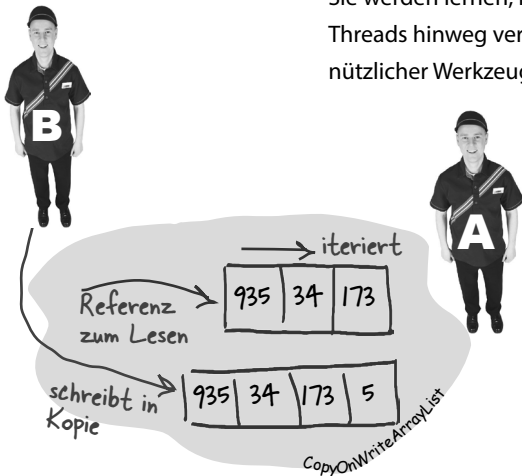 Sie werden lernen,
Threads hinweg ver
nützlicher Werkzeug
B
A
iteriert
Referenz
zum Lesen
935 34 173
schreibt in
Kopie
935 34 173 5
CopyOnWriteArrayList